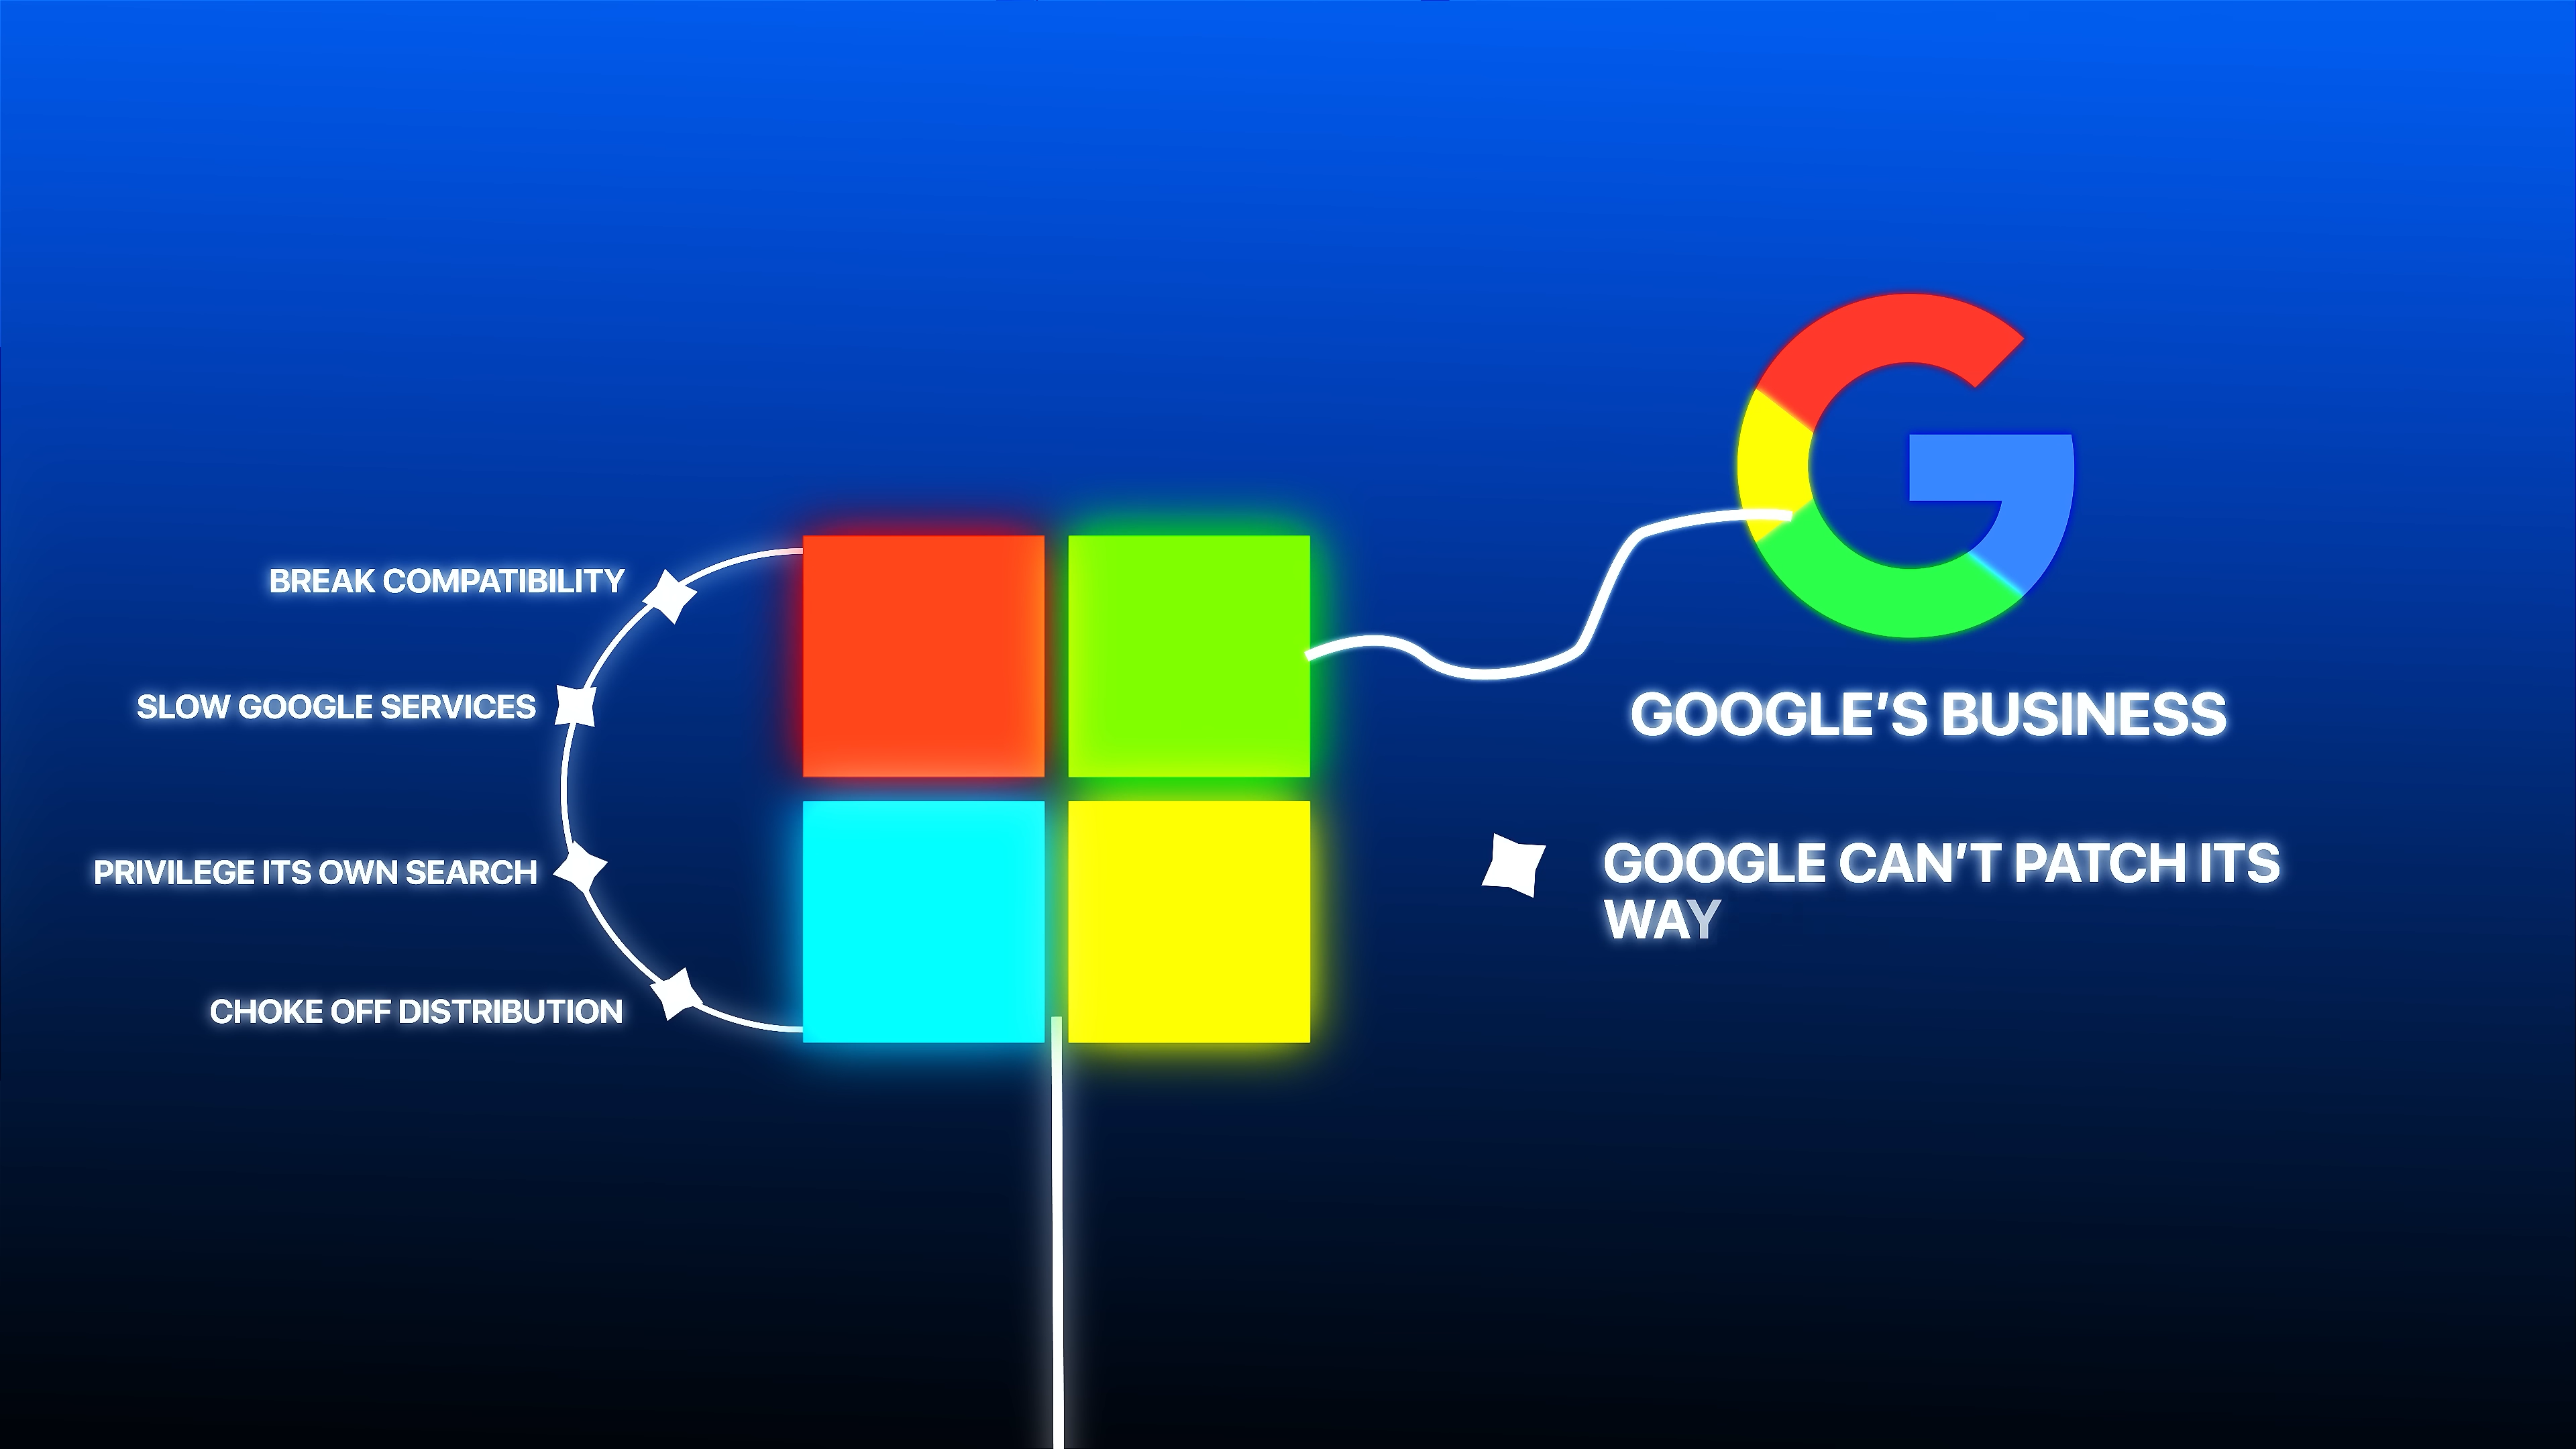 BREAK COMPATIBILITY
SLOW GOOGLE SERVICES
PRIVILEGE ITS OWN SEARCH
CHOKE OFF DISTRIBUTION
GOOGLE’S BUSINESS
GOOGLE CAN’T PATCH ITS
WAY